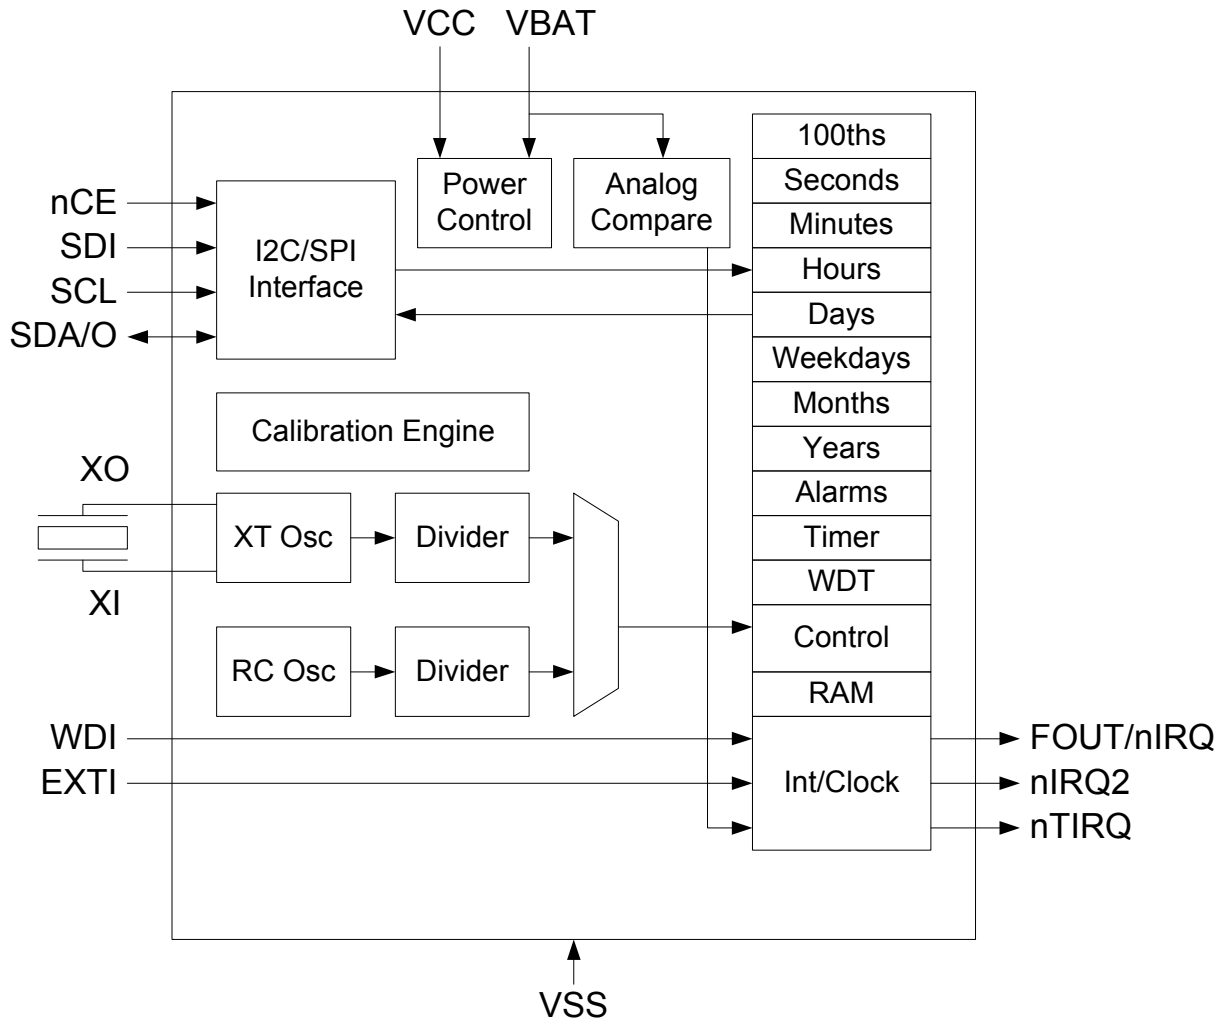 VCC VBAT
100ths
Power
Control
Analog
Compare
Seconds
Minutes
nCE
SDI
SCL
SDA/O
I2C/SPI
Interface
Hours
Days
Weekdays
Months
Calibration Engine
Years
XO
Alarms
XT Osc
Divider
Timer
XI
WDT
Control
RC Osc
Divider
RAM
WDI
EXTI
Int/Clock
FOUT/nIRQ
nIRQ2
nTIRQ
VSS